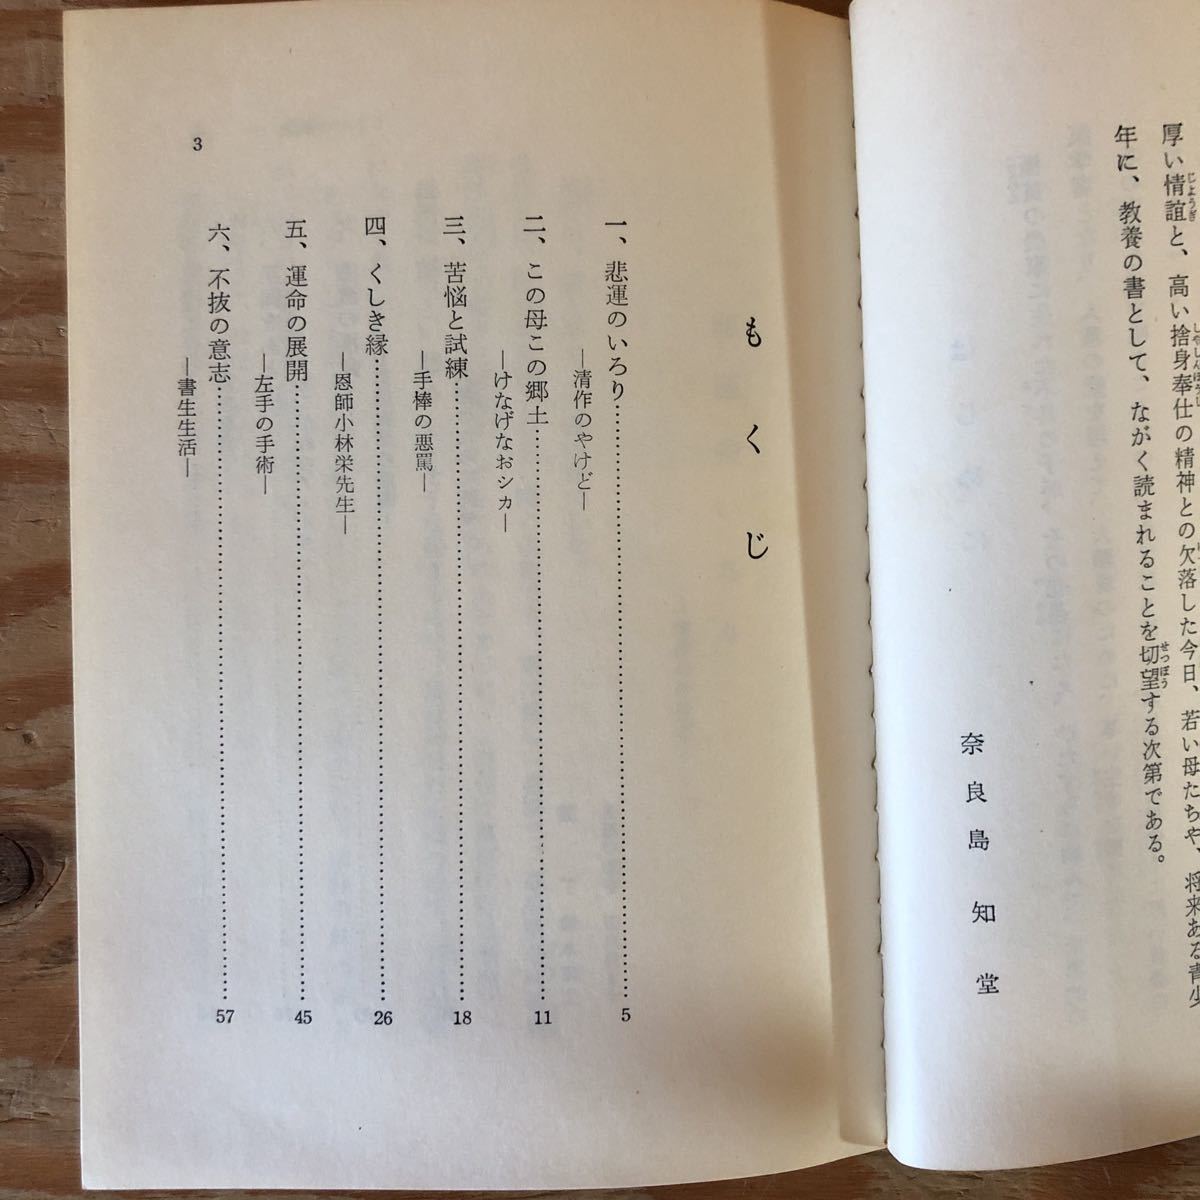 厚い情誼と、高い捨身奉仕の精神との欠落した今日、若い母たちや、将来ある青少
年に、教養の書として、ながく読まれることを切望する次第である。
奈良島知堂
もくじ
一、悲運のいろり……5
―清作のやけど―
二、この母この郷土……11
―けなげなおシカ―
三、苦悩と試練……18
―手棒の悪罵―
四、くしき縁……26
―恩師小林栄先生―
五、運命の展開……45
―左手の手術―
六、不抜の意志……57
―書生生活―
3